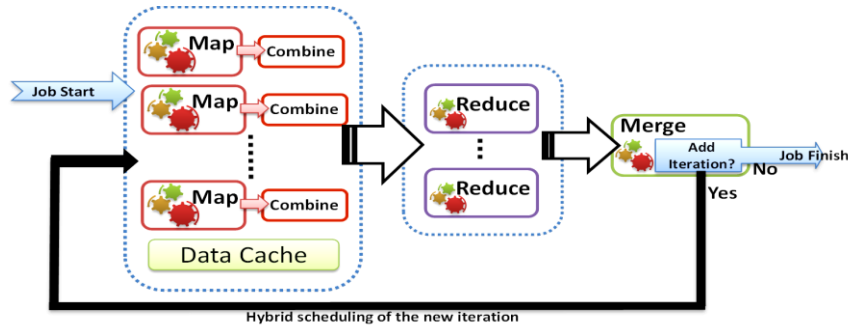 Map
Combine
Job Start
Map
Combine
Reduce
Merge
Add
Iteration?
Job Finish
No
Yes
Map
Combine
Reduce
Data Cache
Hybrid scheduling of the new iteration